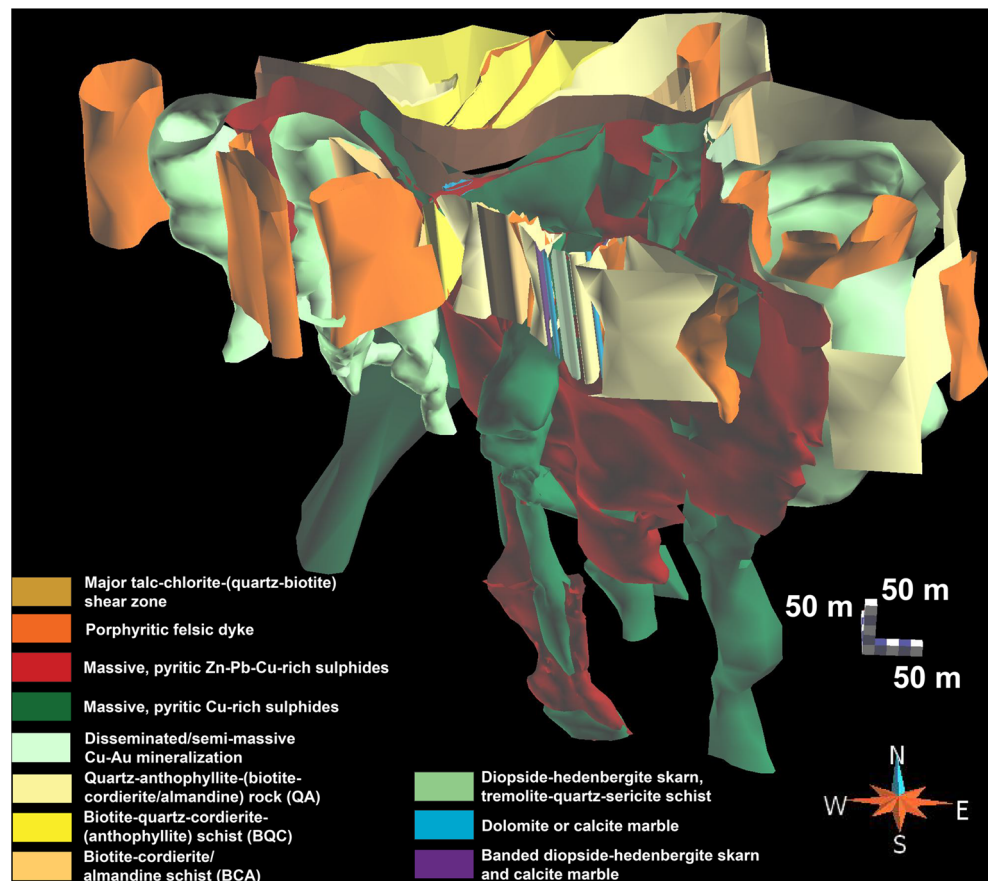 50 m
50 m
50 m
Major talc-chlorite-(quartz-biotite)
shear zone
Porphyritic felsic dyke
Massive, pyritic Zn-Pb-Cu-rich sulphides
Massive, pyritic Cu-rich sulphides
Disseminated/semi-massive
Cu-Au mineralization
Quartz-anthophyllite-(biotite-
cordierite/almandine) rock (QA)
Biotite-quartz-cordierite-
(anthophyllite) schist (BQC)
Biotite-cordierite/
almandine schist (BCA)
Diopside-hedenbergite skarn,
tremolite-quartz-sericite schist
Dolomite or calcite marble
Banded diopside-hedenbergite skarn
and calcite marble
N
W
E
S